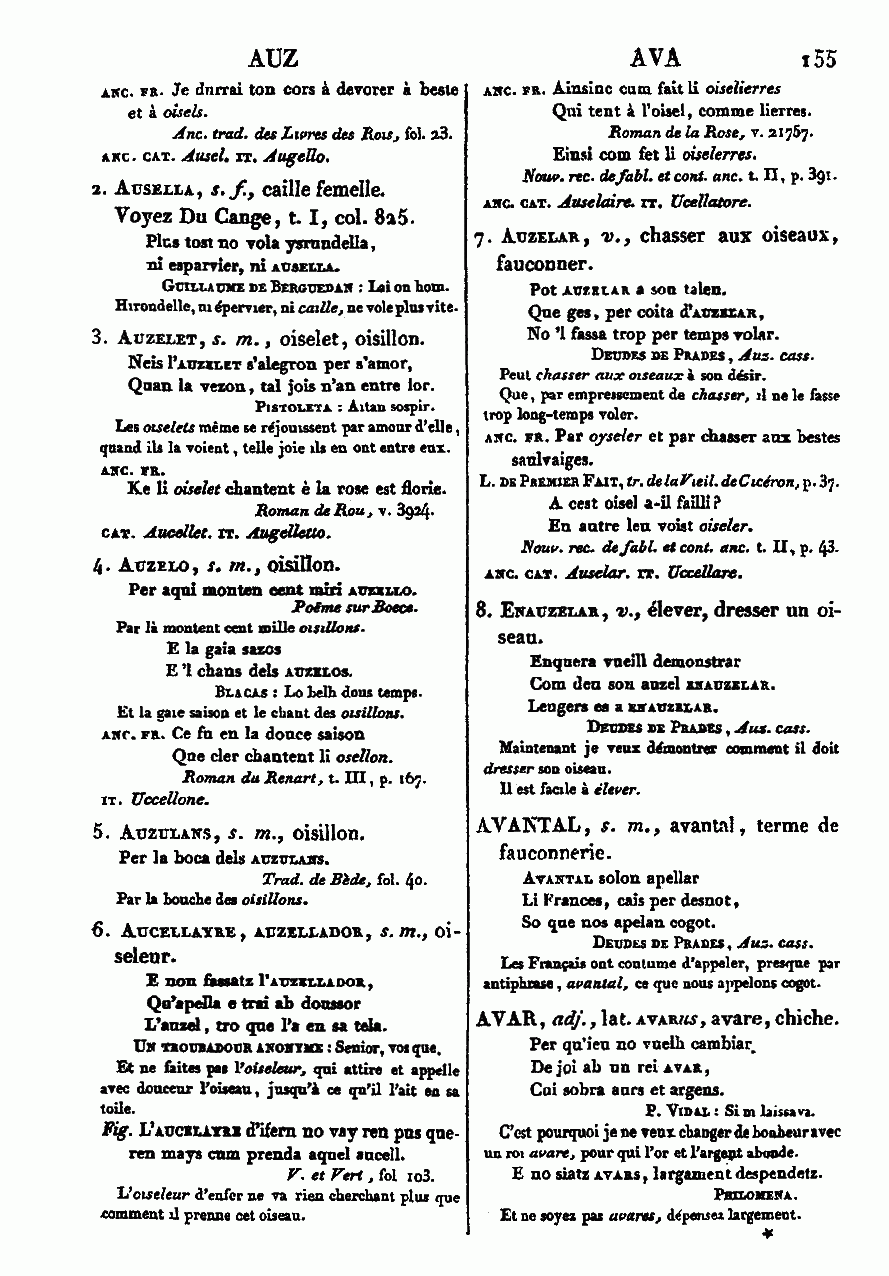 AUZ
ANC. FR. Je durrai ton cors à devorer à beste
et à oisels.
Anc. trad. des Livres des Rois, fol. 23.
ANC. CAT. Ausel. IT. Augello.
2. AUSELLA, s. f., caille femelle.
Voyez Du Cange, t. I, col. 825.
Plus tost no vola ysrundella,
ni esparvier, ni AUSELLA.
GUILLAUME DE BERGUEDAN : Lai on hom.
Hirondelle, ni épervier, ni caille, ne vole plus vite.
3. AUZELET, s. m., oiselet, oisillon.
Neis l'AUZELET s'alegron per s'amor,
Quan la vezon, tal jois n'an entre lor.
PISTOLETA : Aitan sospir.
Les oiselets même se réjouissent par amour d'elle,
quand ils la voient, telle joie ils en ont entre eux.
ANC. FR.
Ke li oiselet chantent è la rose est florie.
Roman de Rou, v. 3924.
CAT. Aucellet. IT. Augelletto.
4. AUZELO, s. m., oisillon.
Per aqui monten cent miri AUZELLO.
Poëme sur Boece.
Par là montent cent mille oisillons.
E la gaia sazos
E 'l chans dels AUZELOS.
BLACAS : Lo belh dous temps.
Et la gaie saison et le chant des oisillons.
ANC. FR. Ce fu en la douce saison
Que cler chantent li osellon.
Roman du Renart, t. III, p. 167.
IT. Uccellone.
5. AUZULANS, s. m., oisillon.
Per la boca dels AUZULANS.
Trad. de Bède, fol. 40.
Par la bouche des oisillons.
6. AUCELLAYRE, AUZELLADOR, s. m., oi-
seleur.
E non fassatz l'AUZELLADOR,
Qu'apella e trai ab doussor
L'auzel, tro que l'a en sa tela.
UN TROUBADOUR ANONYME : Senior, vos que.
Et ne faites pas l'oiseleur, qui attire et appelle
avec douceur l'oiseau, jusqu'à ce qu'il l'ait en sa
toile.
Fig. L'AUCELAYRE d'ifern no vay ren pus que-
ren mays cum prenda aquel aucell.
V. et Vert, fol 103.
L'oiseleur d'enfer ne va rien cherchant plus que
comment il prenne cet oiseau.
AVA 155
ANC. FR. Ainsinc cum fait li oiselierres
Qui tent à l'oisel, comme lierres.
Roman de la Rose, v. 21757.
Einsi com fet li oiselerres.
Nouv. rec. de fabl. et cont. anc. t. II, p. 391.
ANC. CAT. Auselaire. IT. Ucellatore.
7. AUZELAR, v., chasser aux oiseaux,
fauconner.
Pot AUZELAR a son talen.
Que ges, per coita d'AUZELAR,
No 'l fassa trop per temps volar.
DEUDES DE PRADES, Auz. cass.
Peut chasser aux oiseaux à son désir.
Que, par empressement de chasser, il ne le fasse
trop long-temps voler.
ANC. FR. Par oyseler et par chasser aux bestes
saulvaiges.
L. DE PREMIER FAIT, tr. de la Vieil. de Cicéron, p. 37.
A cest oisel a-il failli?
En autre leu voist oiseler.
Nouv. rec. de fabl. et cont. anc. t. II, p. 43.
ANC. CAT. Auselar. IT. Uccellare.
8. ENAUZELAR, v., élever, dresser un oi-
seau.
Enquera vueill demonstrar
Com deu son auzel ENAUZELAR.
Leugers es a ENAUZELAR.
DEUDES DE PRADES, Aus. cass.
Maintenant je veux démontrer comment il doit
dresser son oiseau.
Il est facile à élever.
AVANTAL, s. m., avantal, terme de
fauconnerie.
AVANTAL solon apellar
Li Frances, cais per desnot,
So que nos apelan cogot.
DEUDES DE PRADES, Auz. cass.
Les Français ont coutume d'appeler, presque par
antiphrase, avantal, ce que nous appelons cogot.
AVAR, adj., lat. AVARus, avare, chiche.
Per qu'ieu no vuelh cambiar,
De joi ab un rei AVAR,
Cui sobra aurs et argens.
P. VIDAL : Si m laissava.
C'est pourquoi je ne veux changer de bonheur avec
un roi avare, pour qui l'or et l'argent abonde.
E no siatz AVARS, largament despendetz.
PHILOMENA.
Et ne soyez pas avares, dépensez largement.
*